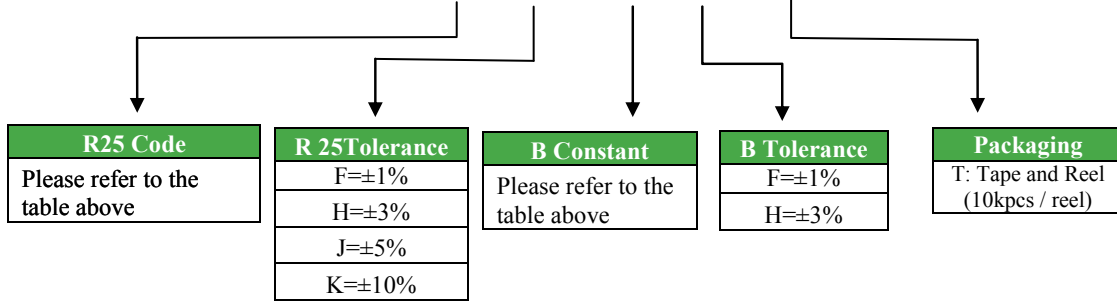 R25 Code
Please refer to the
table above
R 25Tolerance
F=±1%
H=±3%
J=±5%
K=±10%
B Constant
Please refer to the
table above
B Tolerance
F=±1%
H=±3%
Packaging
T: Tape and Reel
(10kpcs / reel)